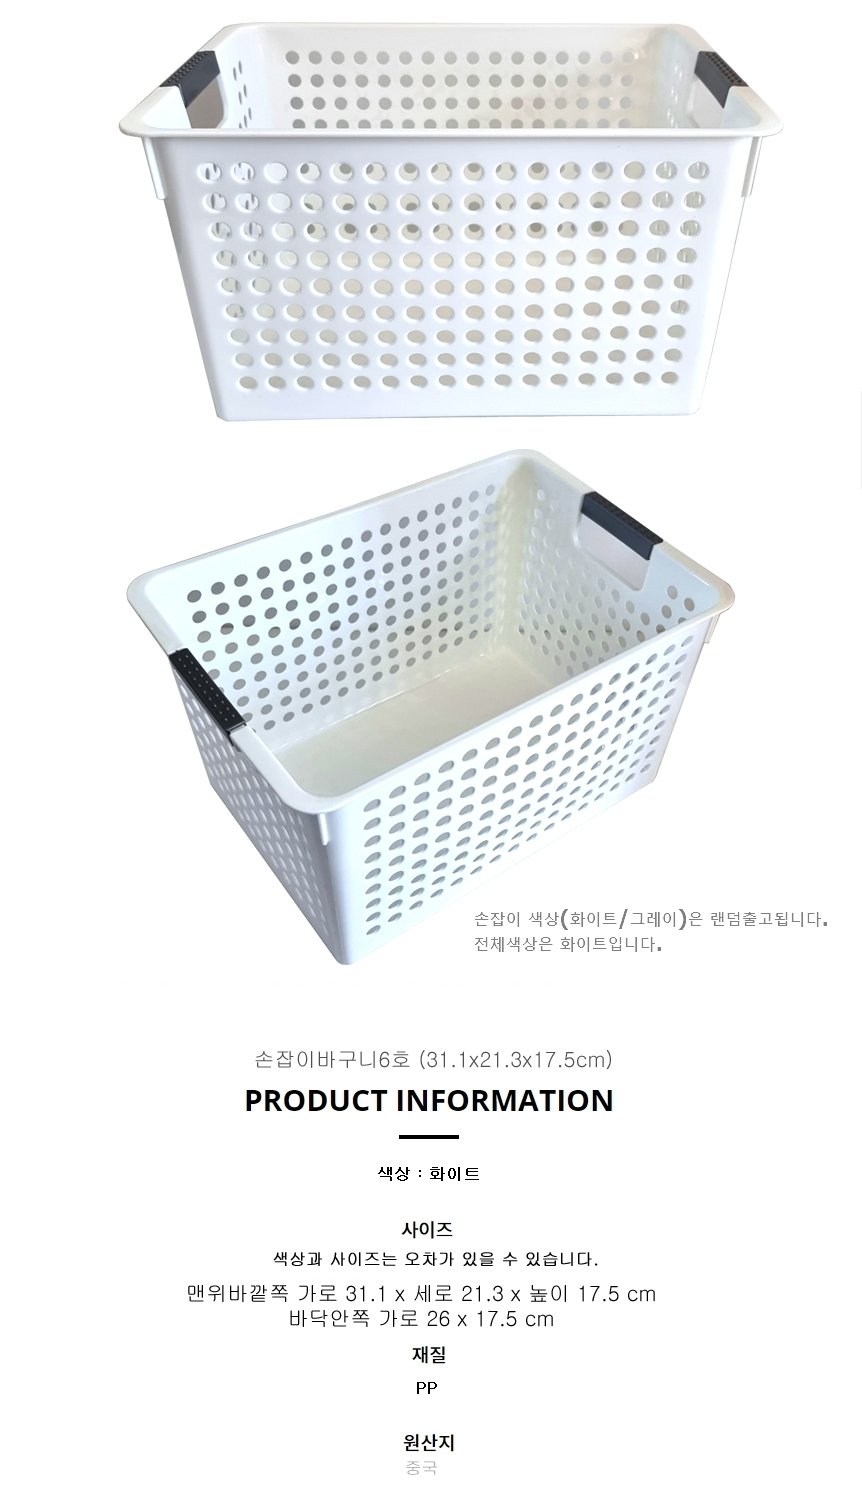 손잡이 색상(화이트/그레이)은 랜덤출고됩니다.
전체색상은 화이트입니다.
손잡이바구니6호 (31.1x21.3x17.5cm)
PRODUCT INFORMATION
색상 : 화이트
사이즈
색상과 사이즈는 오차가 있을 수 있습니다.
맨위바깥쪽 가로 31.1 x 세로 21.3 x 높이 17.5 cm
바닥안쪽 가로 26 x 17.5 cm
재질
PP
원산지
중국